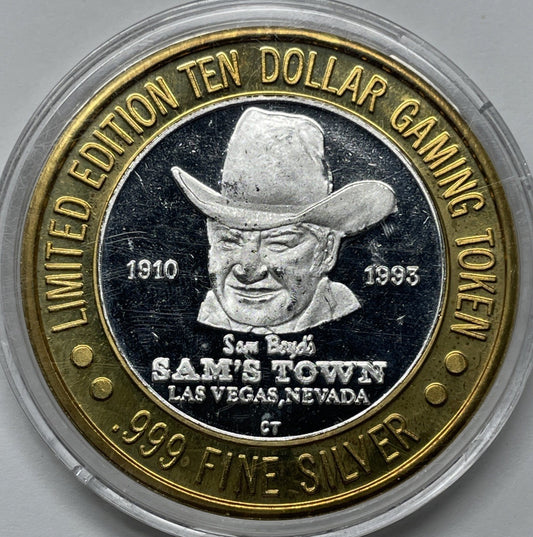 LIMITED EDITION TEN DOLLAR GAMING TOKEN
1910 1993
Sam Boyd's
SAM'S TOWN
LAS VEGAS, NEVADA
CT
.999 FINE SILVER